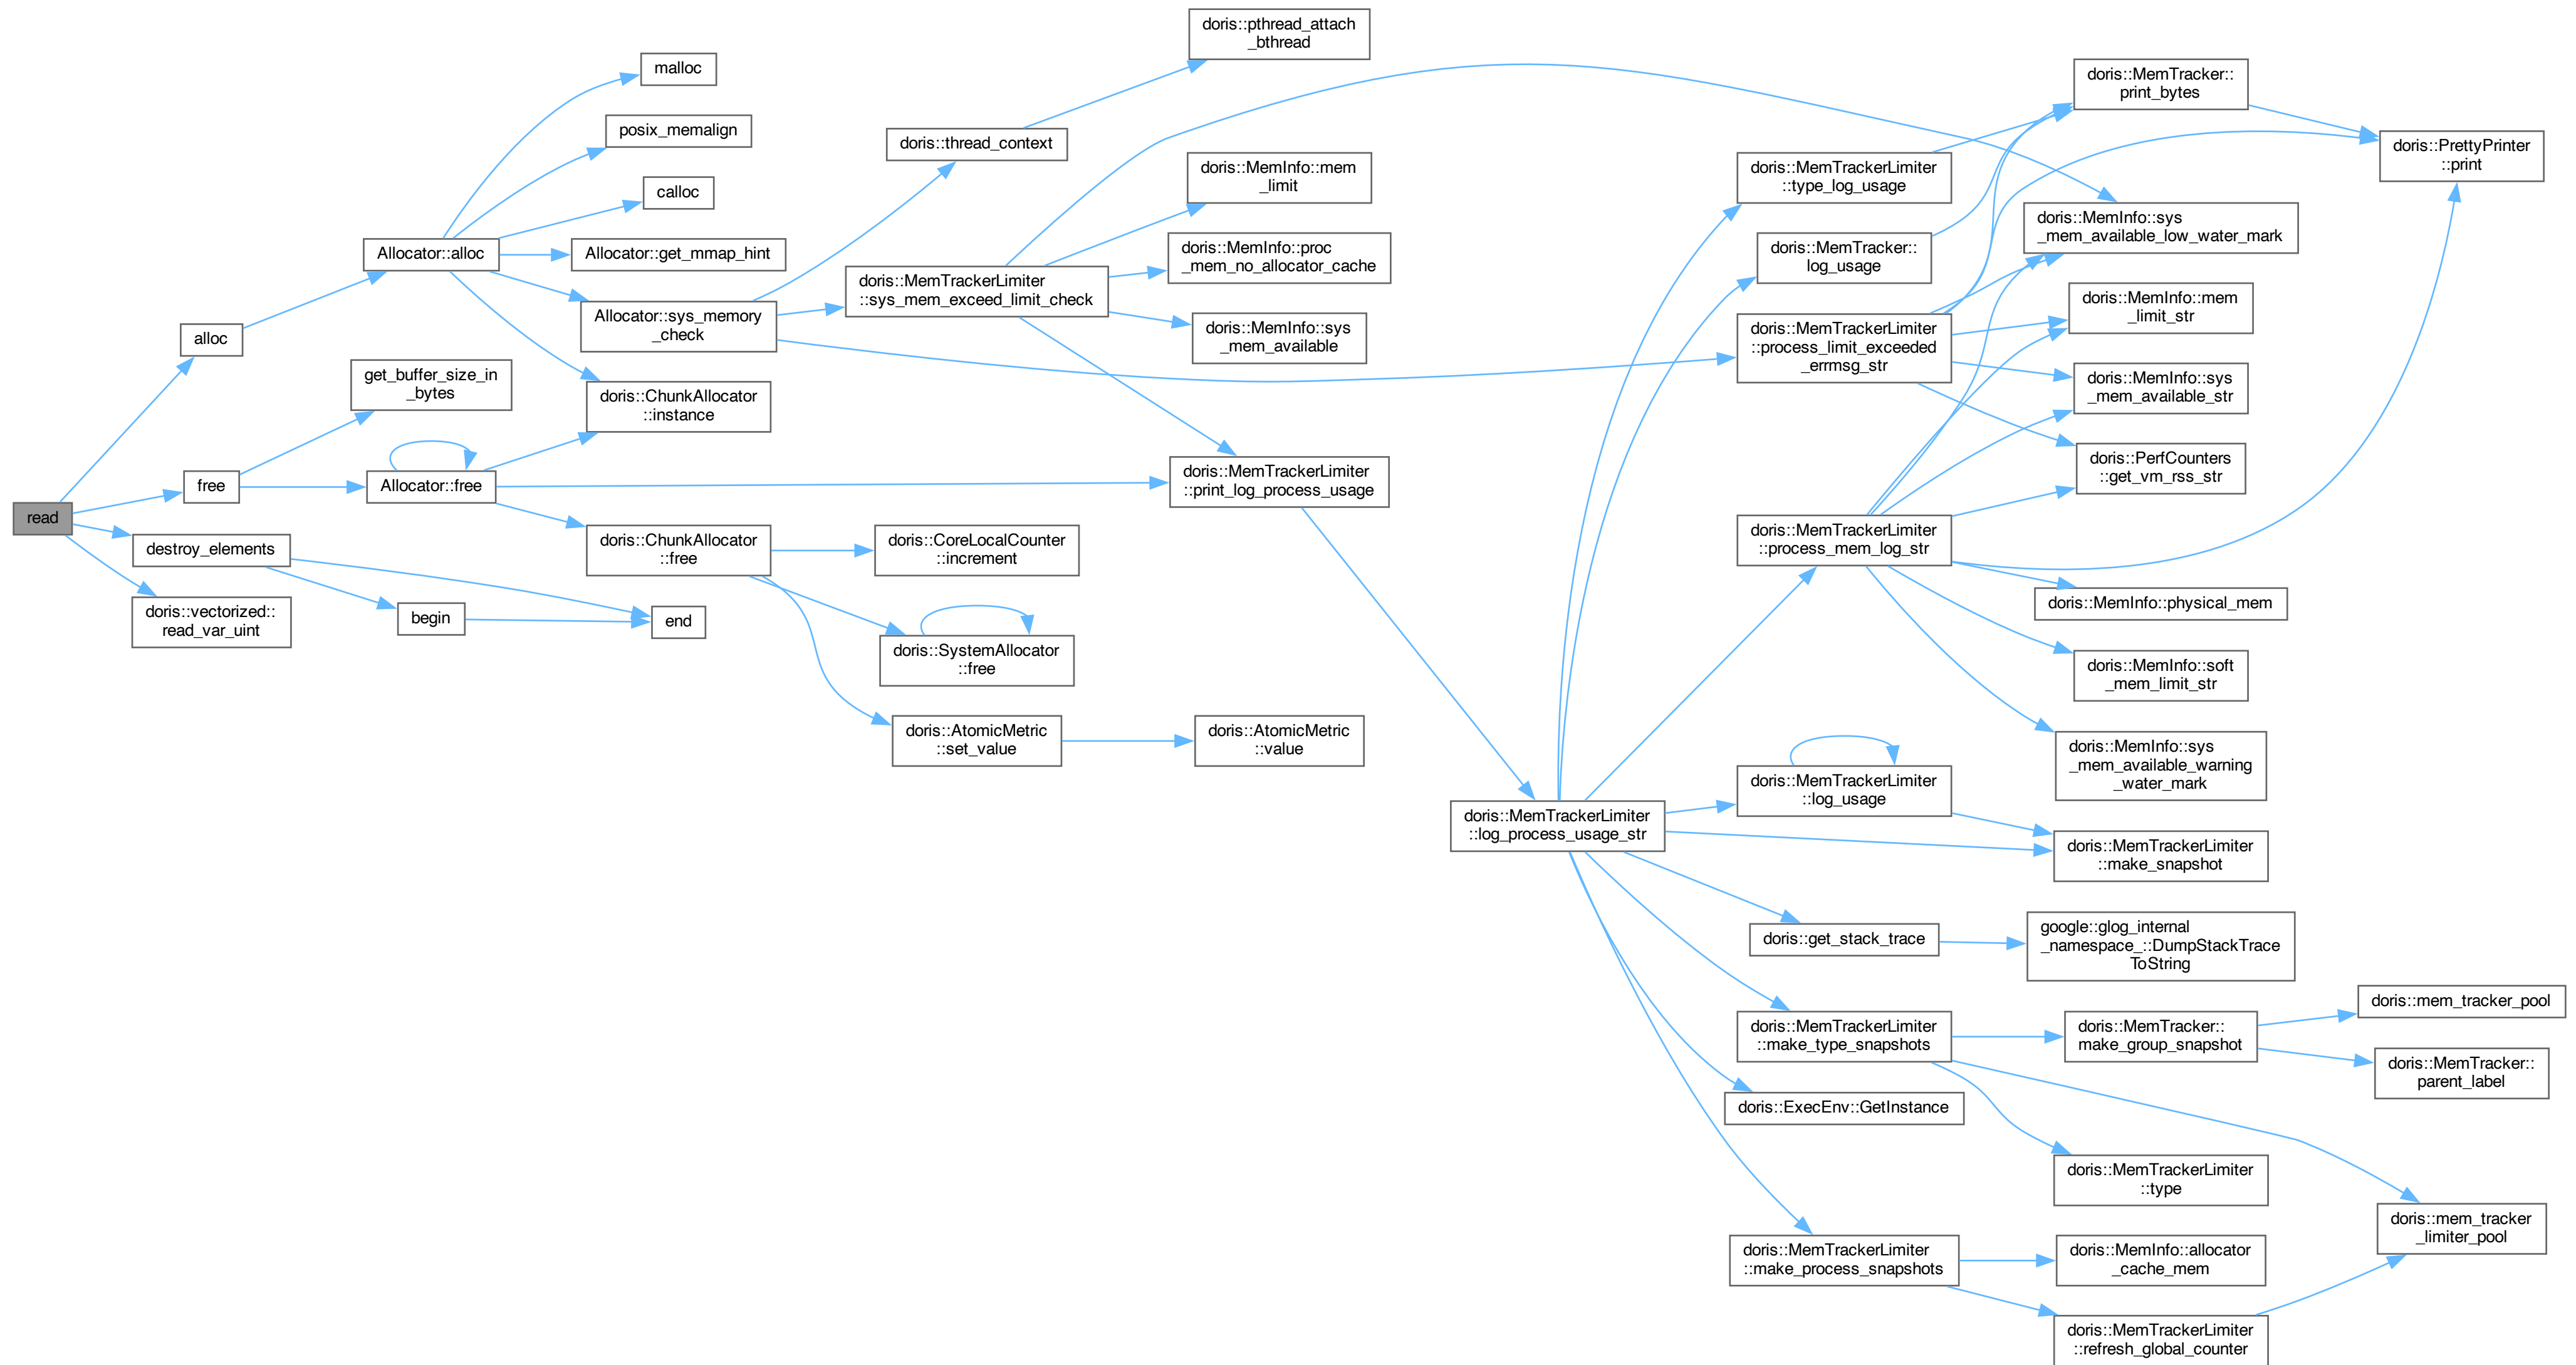 read
alloc
free
destroy_elements
doris::vectorized::
read_var_uint
get_buffer_size_in
_bytes
Allocator::alloc
Allocator::free
begin
end
malloc
posix_memalign
calloc
Allocator::get_mmap_hint
Allocator::sys_memory
_check
doris::ChunkAllocator
::instance
doris::ChunkAllocator
::free
doris::thread_context
doris::MemTrackerLimiter
::sys_mem_exceed_limit_check
doris::CoreLocalCounter
::increment
doris::SystemAllocator
::free
doris::AtomicMetric
::set_value
doris::pthread_attach
_bthread
doris::MemInfo::mem
_limit
doris::MemInfo::proc
_mem_no_allocator_cache
doris::MemInfo::sys
_mem_available
doris::MemTrackerLimiter
::print_log_process_usage
doris::AtomicMetric
::value
doris::MemTrackerLimiter
::log_process_usage_str
doris::MemTrackerLimiter
::type_log_usage
doris::MemTracker::
log_usage
doris::MemTrackerLimiter
::process_limit_exceeded
_errmsg_str
doris::MemTrackerLimiter
::process_mem_log_str
doris::MemTrackerLimiter
::log_usage
doris::get_stack_trace
doris::MemTrackerLimiter
::make_type_snapshots
doris::ExecEnv::GetInstance
doris::MemTrackerLimiter
::make_process_snapshots
doris::MemTracker::
print_bytes
doris::MemInfo::sys
_mem_available_low_water_mark
doris::MemInfo::mem
_limit_str
doris::MemInfo::sys
_mem_available_str
doris::PerfCounters
::get_vm_rss_str
doris::MemInfo::physical_mem
doris::MemInfo::soft
_mem_limit_str
doris::MemInfo::sys
_mem_available_warning
_water_mark
doris::MemTrackerLimiter
::make_snapshot
google::glog_internal
_namespace_::DumpStackTrace
ToString
doris::MemTracker::
make_group_snapshot
doris::MemTrackerLimiter
::type
doris::MemInfo::allocator
_cache_mem
doris::MemTrackerLimiter
::refresh_global_counter
doris::PrettyPrinter
::print
doris::mem_tracker_pool
doris::MemTracker::
parent_label
doris::mem_tracker
_limiter_pool